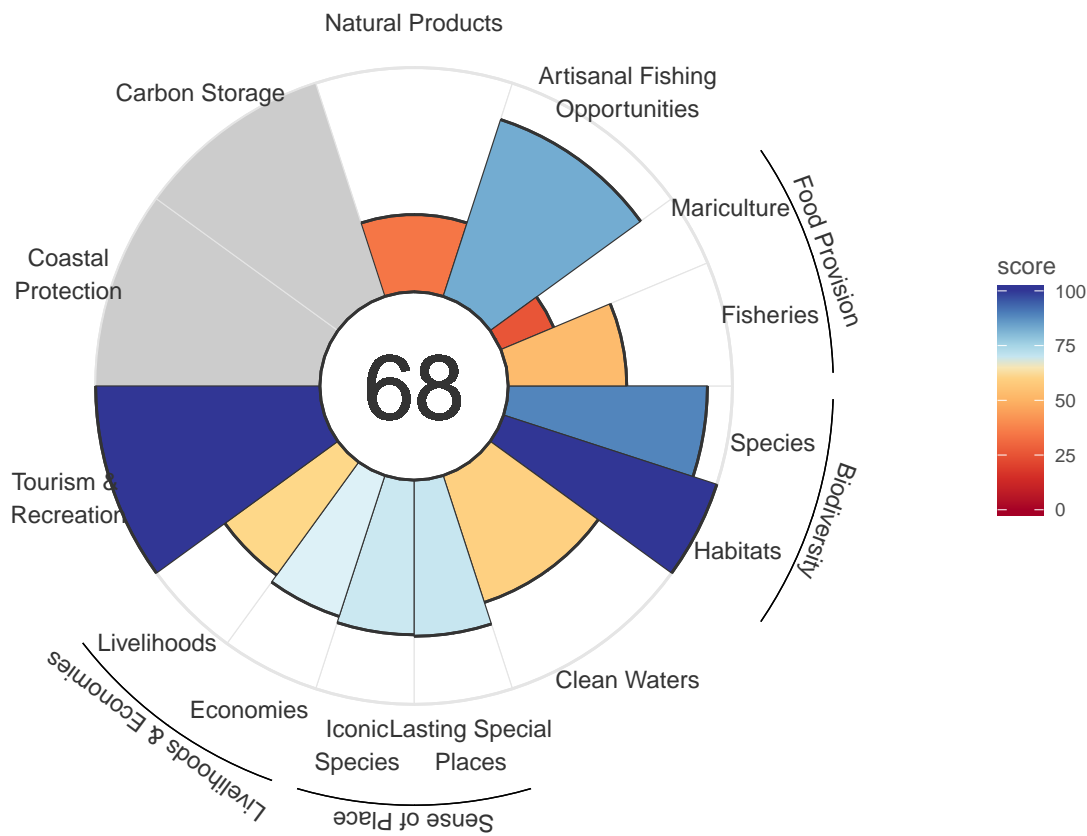 Natural Products
Artisanal Fishing
Opportunities
Carbon Storage
Mariculture
Food Provision
Coastal
Protection
Fisheries
score
100
75
50
25
0
68
Species
Biodiversity
Habitats
Tourism &
Recreation
Clean Waters
Livelihoods
Economies
Livelihoods & Economies
Iconic
Species
Lasting Special
Places
Sense of Place